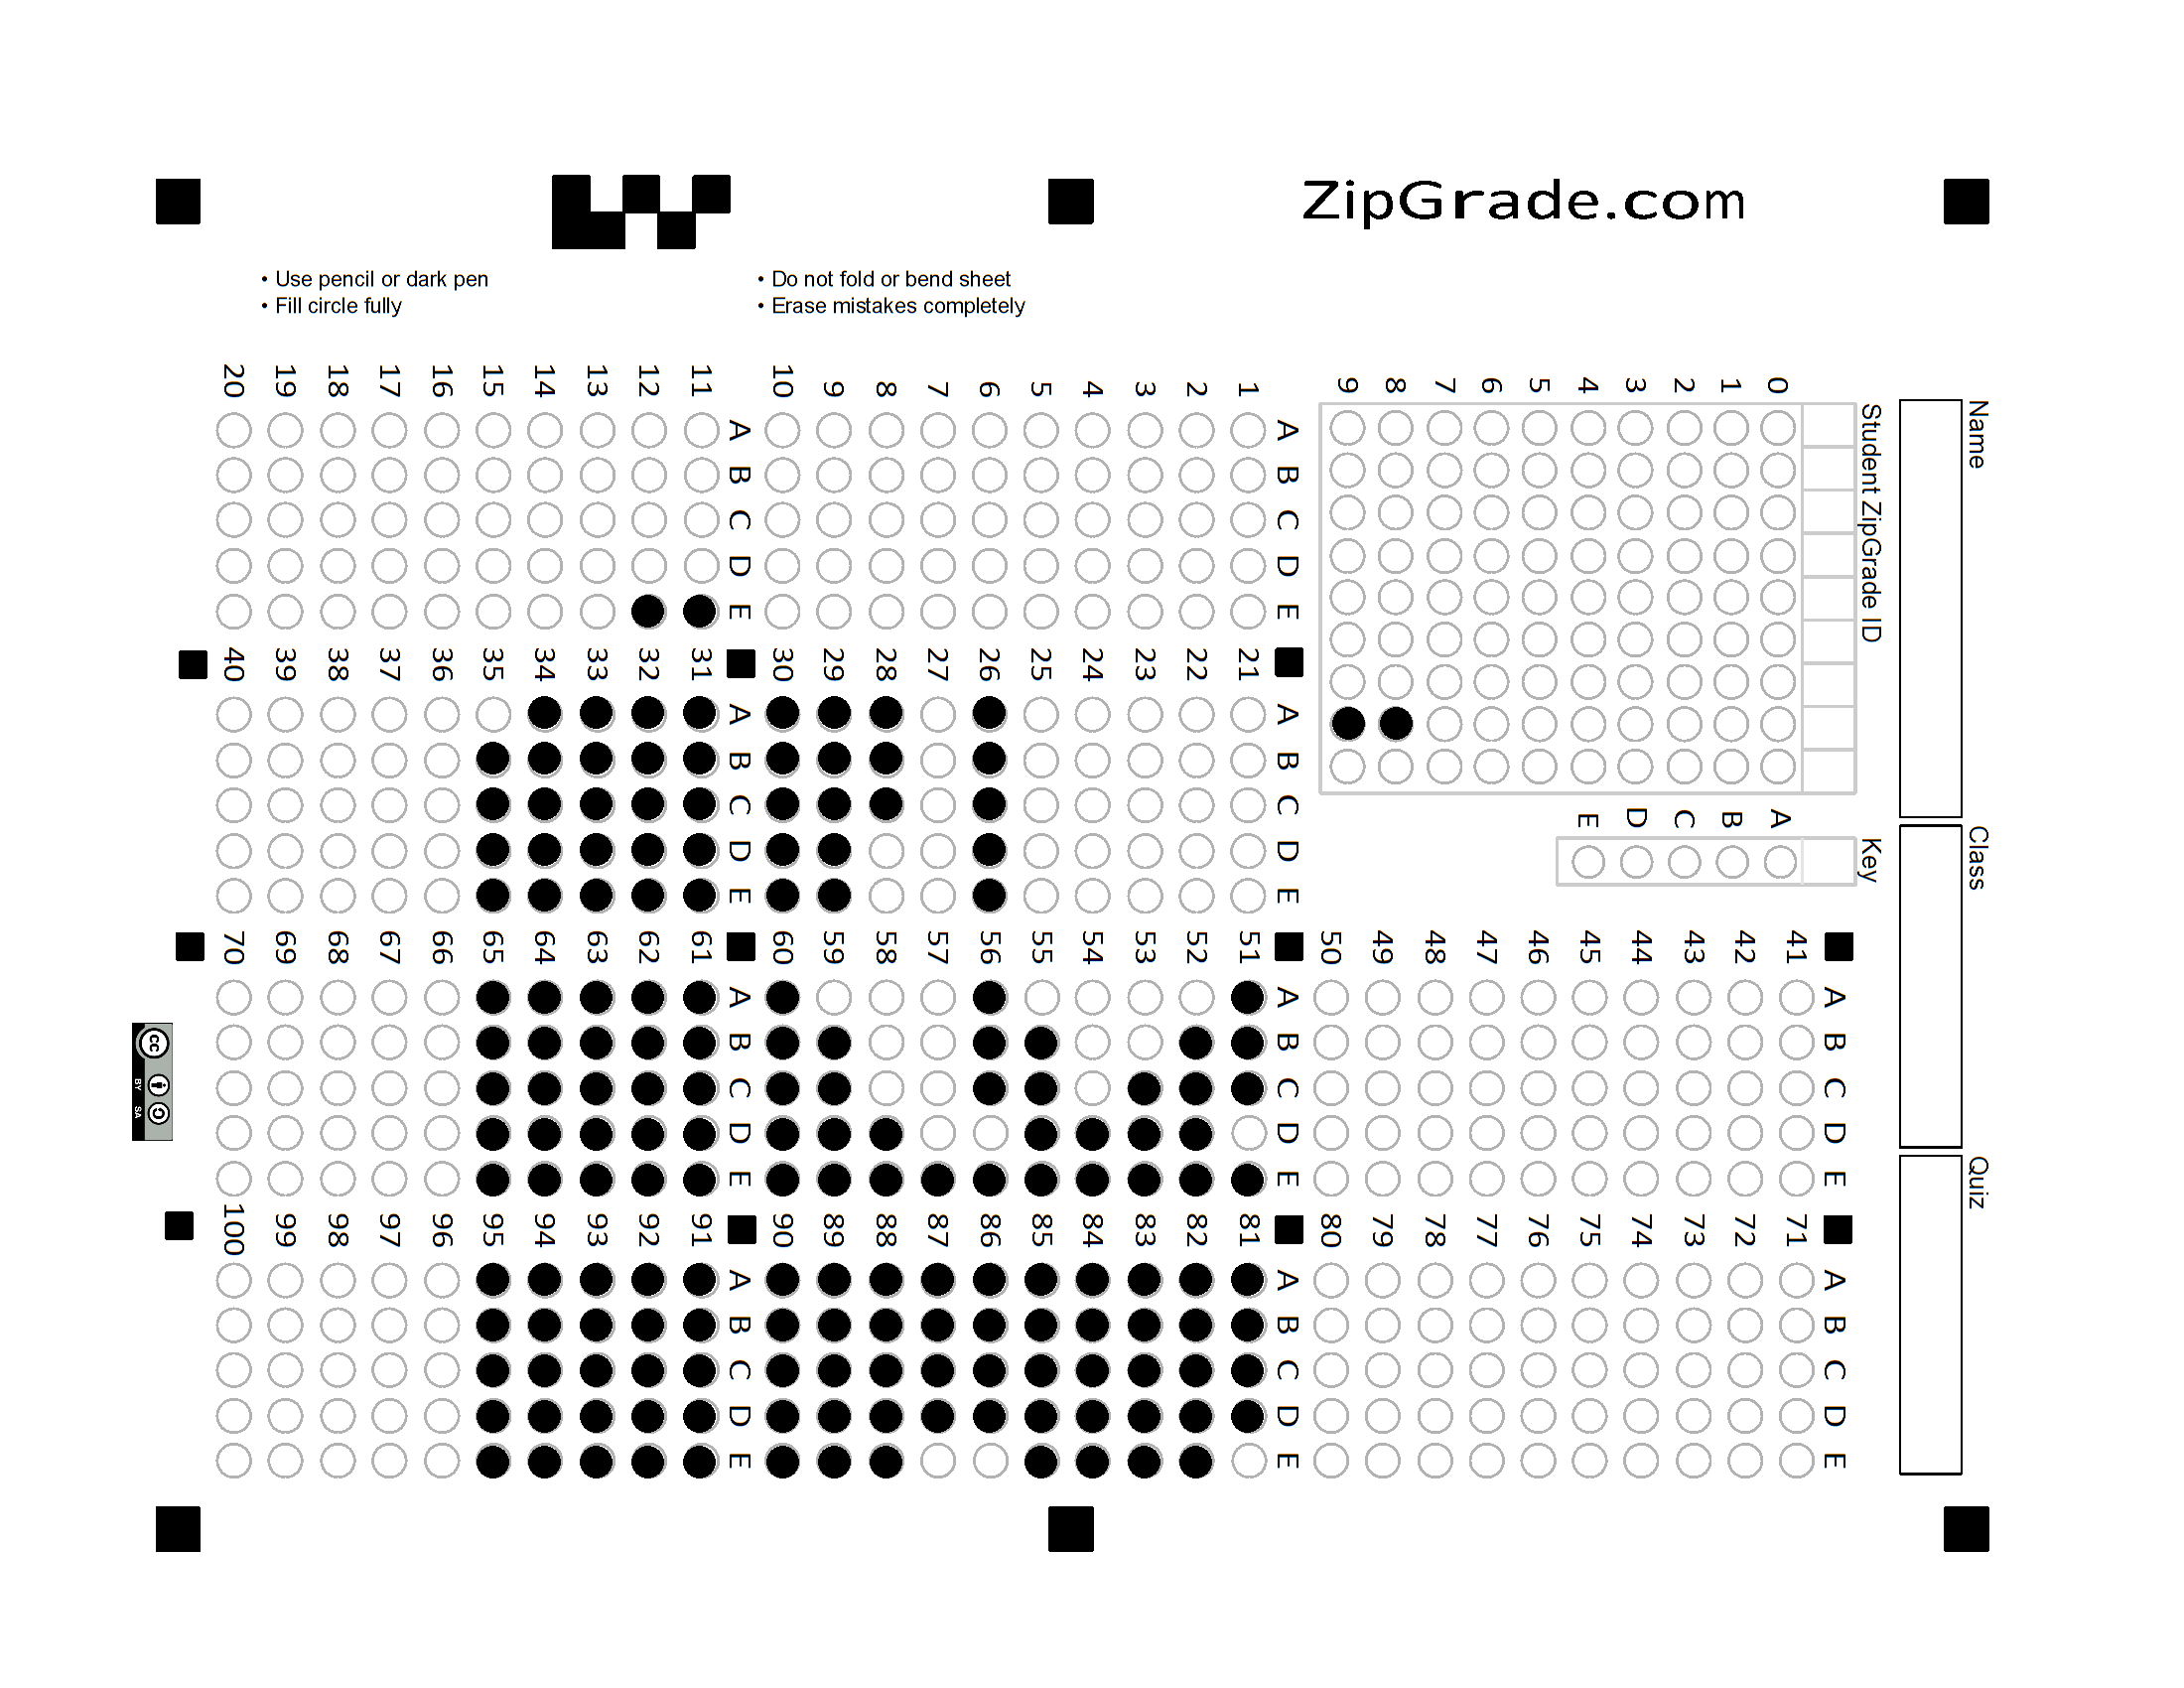 ZipGrade.com
• Use pencil or dark pen
• Fill circle fully
• Do not fold or bend sheet
• Erase mistakes completely
Name
Class
Quiz
Student ZipGrade ID
0 1 2 3 4 5 6 7 8 9
Key
A B C D E
1 2 3 4 5 6 7 8 9 10
A B C D E
11 12 13 14 15 16 17 18 19 20
A B C D E
21 22 23 24 25 26 27 28 29 30
A B C D E
31 32 33 34 35 36 37 38 39 40
A B C D E
41 42 43 44 45 46 47 48 49 50
A B C D E
51 52 53 54 55 56 57 58 59 60
A B C D E
61 62 63 64 65 66 67 68 69 70
A B C D E
71 72 73 74 75 76 77 78 79 80
A B C D E
81 82 83 84 85 86 87 88 89 90
A B C D E
91 92 93 94 95 96 97 98 99 100
A B C D E
cc
BY SA